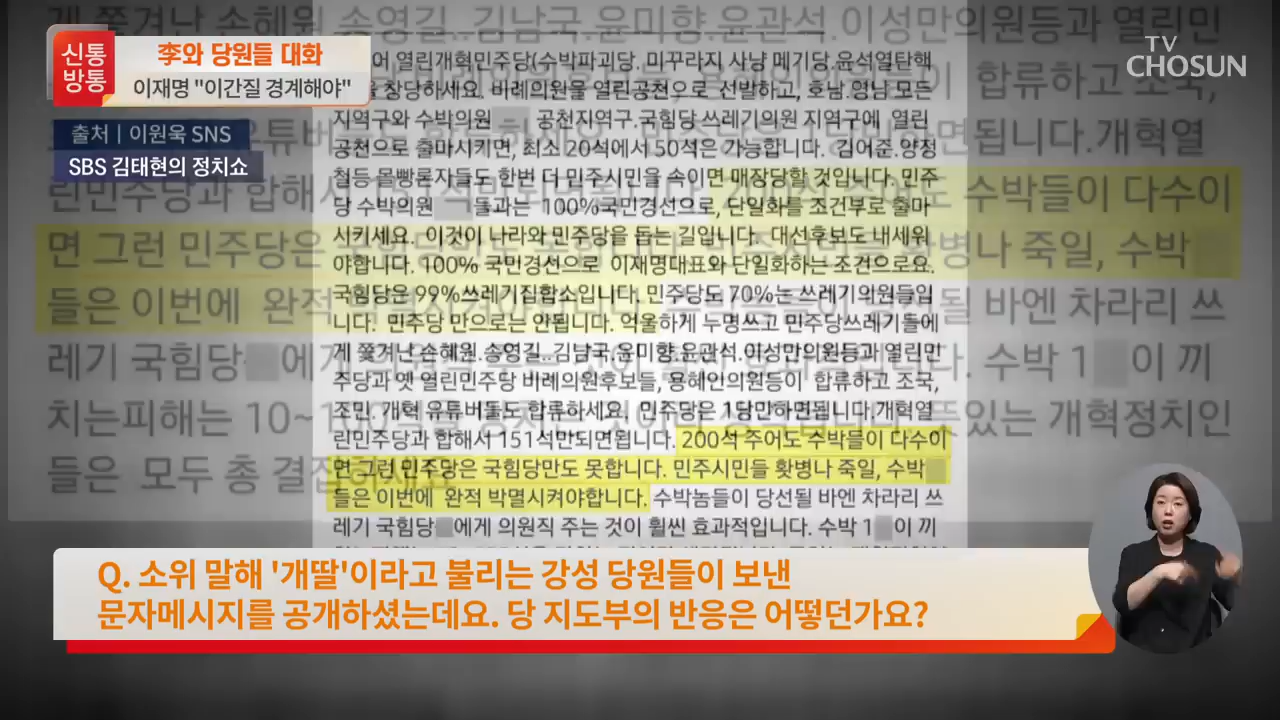 신통방통
李와 당원들 대화
이재명 "이간질 경계해야"
TV CHOSUN
출처 | 이원욱 SNS
SBS 김태현의 정치쇼
어 열린개혁민주당(수박파괴당. 미꾸라지 사냥 메기당.윤석열탄핵
을 창당하세요. 비례의원을 열린공천으로 선발하고, 호남.영남 모든
지역구와 수박의원 공천지역구.국힘당 쓰레기의원 지역구에 열린
공천으로 출마시키면, 최소 20석에서 50석은 가능합니다. 김어준.양정
철등 몰빵론자들도 한번 더 민주시민을 속이면 매장당할 것입니다. 민주
당 수박의원 들과는 100%국민경선으로, 단일화를 조건부로 출마
시키세요. 이것이 나라와 민주당을 돕는 길입니다. 대선후보도 내세워
야합니다. 100% 국민경선으로 이재명대표와 단일화하는 조건으로요.
국힘당은 99%쓰레기집합소입니다. 민주당도 70%는 쓰레기의원들입
니다. 민주당 만으로는 안됩니다. 억울하게 누명쓰고 민주당쓰레기들에
게 쫓겨난 손혜원.송영길..김남국.윤미향.윤관석.이성만의원등과 열린민
주당과 옛 열린민주당 비례의원후보들, 용혜인의원등이 합류하고 조국,
조민. 개혁 유튜버들도 합류하세요, 민주당은 1당만하면됩니다.개혁열
린민주당과 합해서 151석만되면됩니다. 200석 주어도 수박들이 다수이
면 그런 민주당은 국힘당만도 못합니다. 민주시민들 홧병나 죽일, 수박
들은 이번에 완적 박멸시켜야합니다. 수박놈들이 당선될 바엔 차라리 쓰
레기 국힘당 에게 의원직 주는 것이 훨씬 효과적입니다. 수박 1 이 끼
Q. 소위 말해 '개딸'이라고 불리는 강성 당원들이 보낸
문자메시지를 공개하셨는데요. 당 지도부의 반응은 어떻던가요?